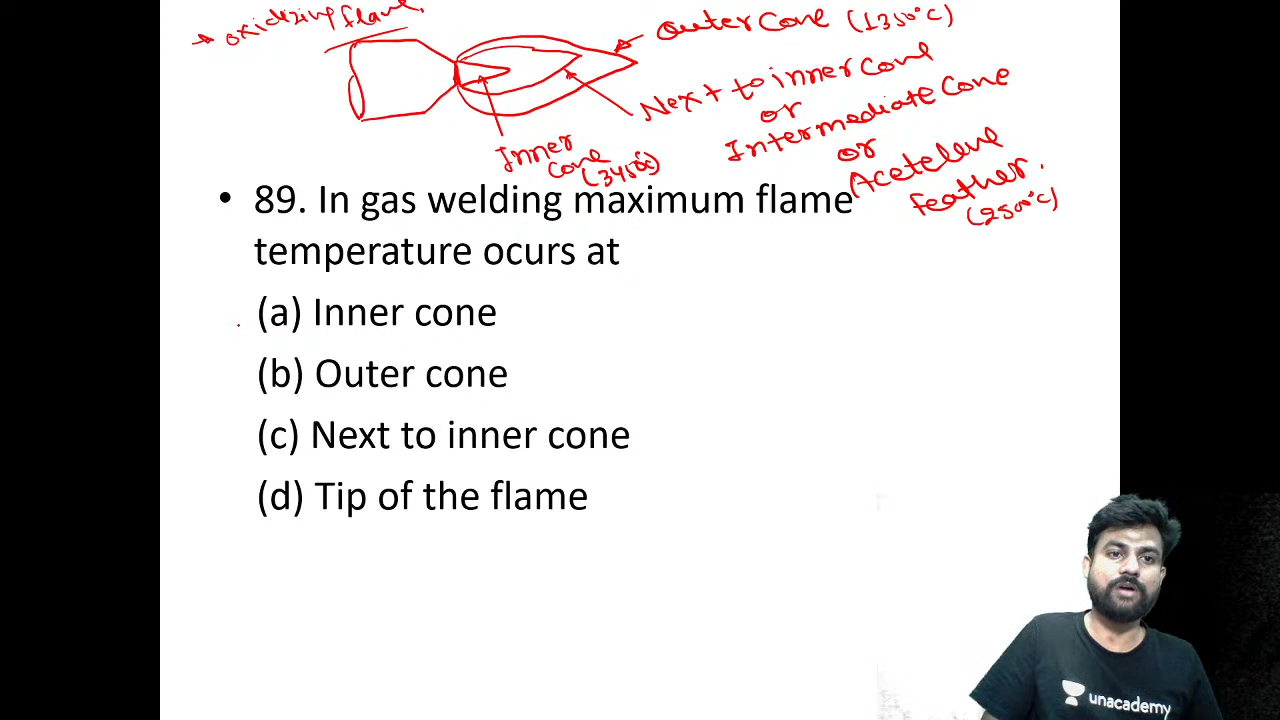 → oxidizing flame.
Outer Cone (1350°C)
Next to inner Cone
or
Intermediate Cone
or
Acetelene
feather.
(2500°C)
Inner
Cone
(3450°C)
• 89. In gas welding maximum flame
temperature ocurs at
(a) Inner cone
(b) Outer cone
(c) Next to inner cone
(d) Tip of the flame
unacademy